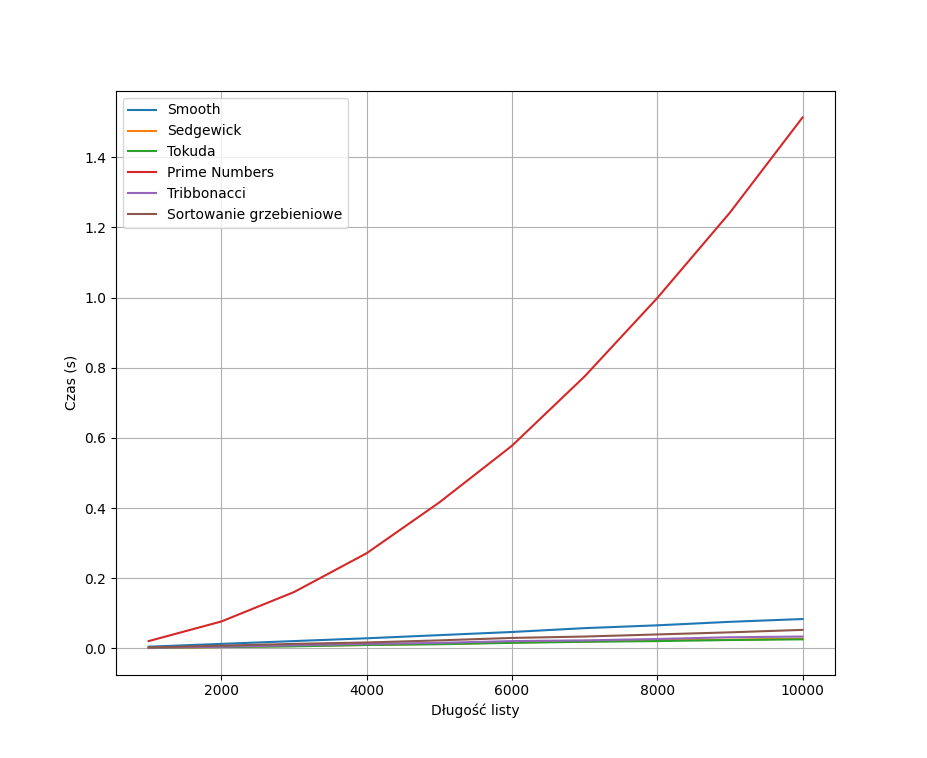 Smooth
Sedgewick
Tokuda
Prime Numbers
Tribbonacci
Sortowanie grzebieniowe
1.4
1.2
1.0
0.8
0.6
0.4
0.2
0.0
Czas (s)
2000 4000 6000 8000 10000
Długość listy